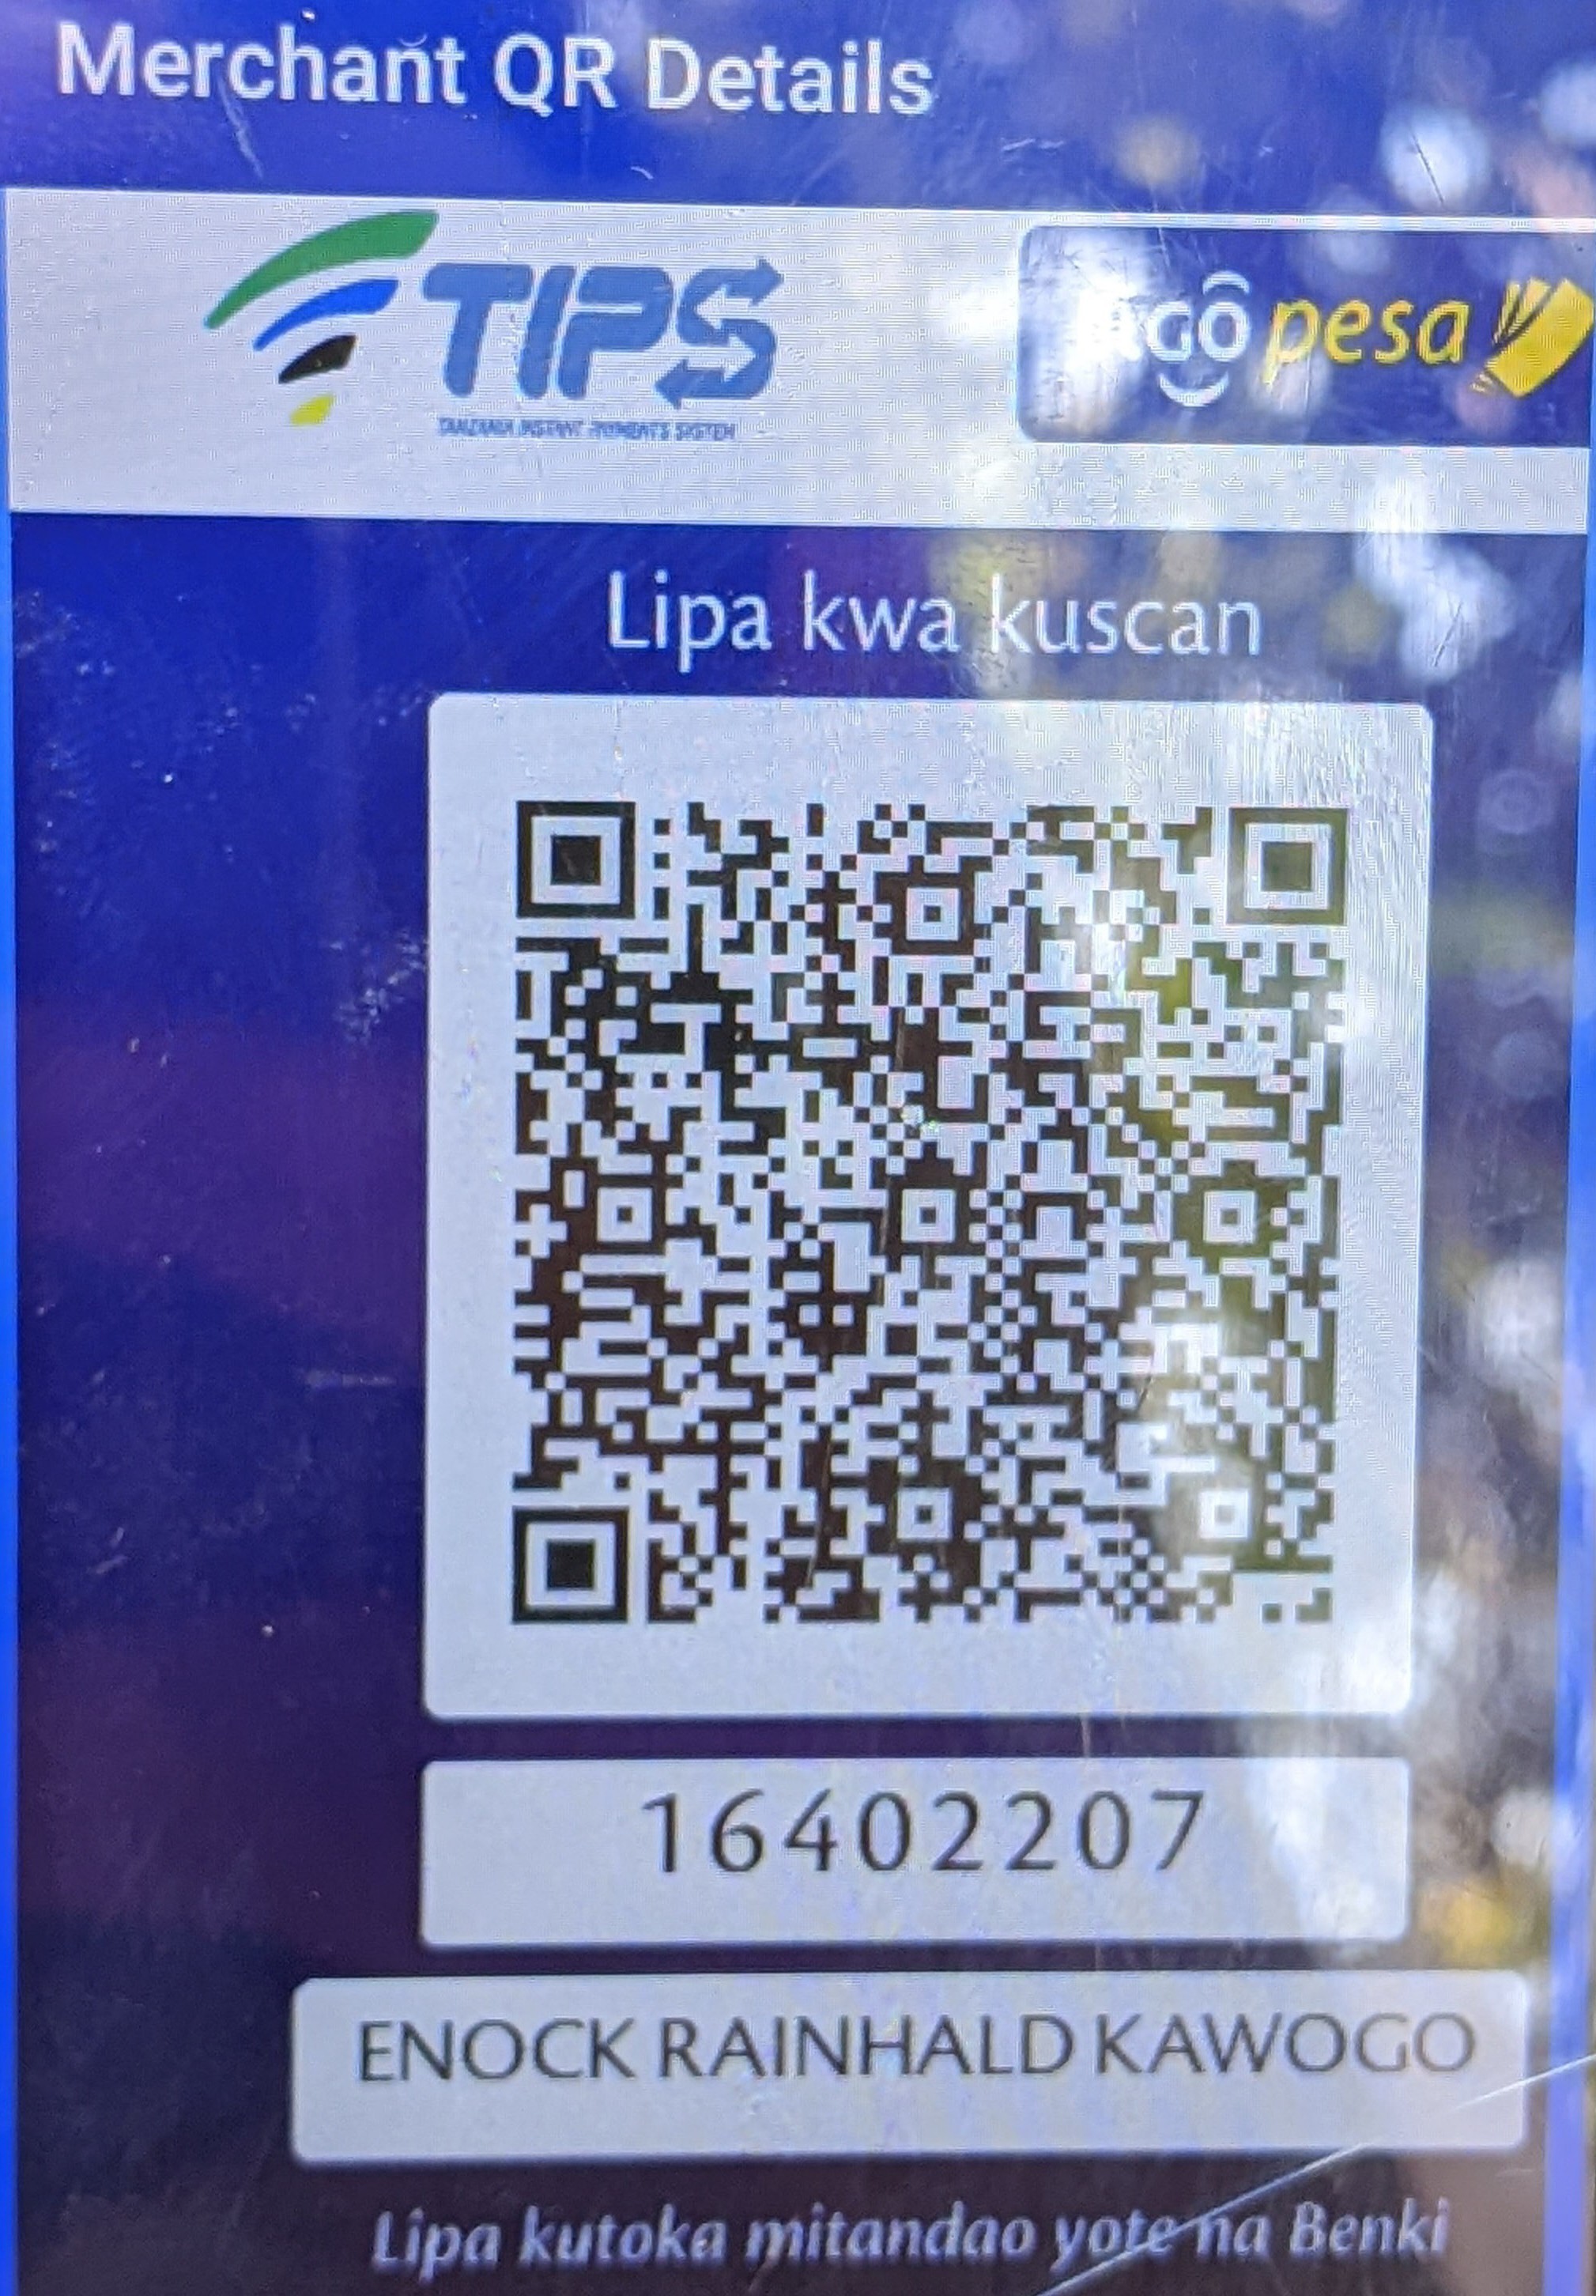 Merchant QR Details
TIPS
TANZANIA INSTANT PAYMENTS SYSTEM
pesa
Lipa kwa kuscan
16402207
ENOCK RAINHALD KAWOGO
Lipa kutoka mitandao yote na Benki